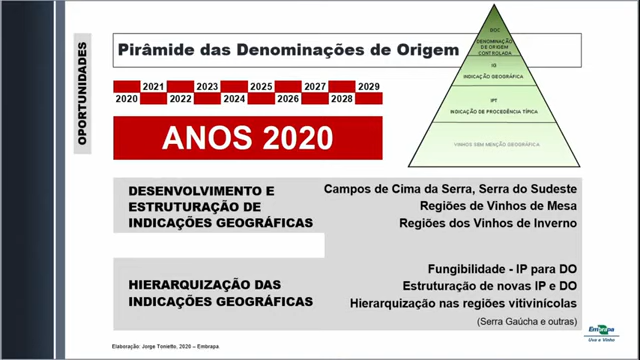 OPORTUNIDADES
Pirâmide das Denominações de Origem
2021 2023 2025 2027 2029
2020 2022 2024 2026 2028
ANOS 2020
DOC
DENOMINAÇÃO
DE ORIGEM
CONTROLADA
IG
INDICAÇÃO GEOGRÁFICA
IPT
INDICAÇÃO DE PROCEDÊNCIA TÍPICA
VINHOS SEM MENÇÃO GEOGRÁFICA
DESENVOLVIMENTO E
ESTRUTURAÇÃO DE
INDICAÇÕES GEOGRÁFICAS
Campos de Cima da Serra, Serra do Sudeste
Regiões de Vinhos de Mesa
Regiões dos Vinhos de Inverno
HIERARQUIZAÇÃO DAS
INDICAÇÕES GEOGRÁFICAS
Fungibilidade - IP para DO
Estruturação de novas IP e DO
Hierarquização nas regiões vitivinícolas
(Serra Gaúcha e outras)
Elaboração: Jorge Tonietto, 2020 – Embrapa
Embrapa
Uva e Vinho